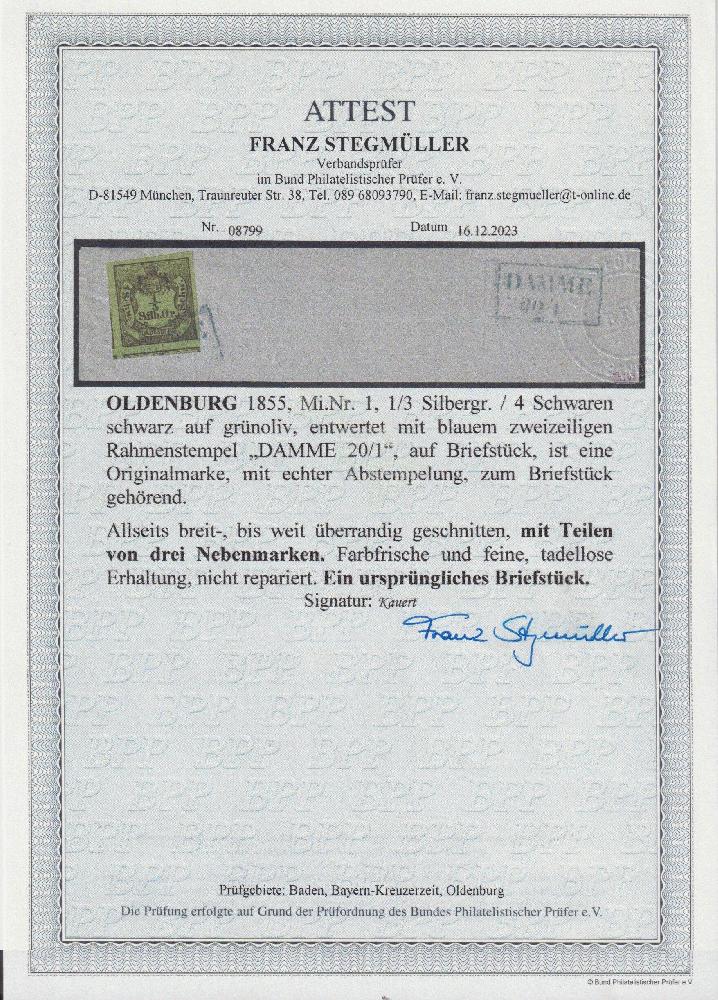 ATTEST
FRANZ STEGMÜLLER
Verbandsprüfer
im Bund Philatelistischer Prüfer e. V.
D-81549 München, Traunreuter Str. 38, Tel. 089 68093790, E-Mail: franz.stegmueller@t-online.de
Nr. 08799 Datum 16.12.2023
1/3
Silb.Gr.
DAMME
20/1
OLDENBURG 1855, Mi.Nr. 1, 1/3 Silbergr. / 4 Schwaren
schwarz auf grünoliv, entwertet mit blauem zweizeiligen
Rahmenstempel „DAMME 20/1“, auf Briefstück, ist eine
Originalmarke, mit echter Abstempelung, zum Briefstück
gehörend.
Allseits breit-, bis weit überrandig geschnitten, mit Teilen
von drei Nebenmarken. Farbfrische und feine, tadellose
Erhaltung, nicht repariert. Ein ursprüngliches Briefstück.
Signatur: Kauert
Franz Stegmüller
Prüfgebiete: Baden, Bayern-Kreuzerzeit, Oldenburg
Die Prüfung erfolgte auf Grund der Prüfordnung des Bundes Philatelistischer Prüfer e.V.
© Bund Philatelistischer Prüfer e.V.